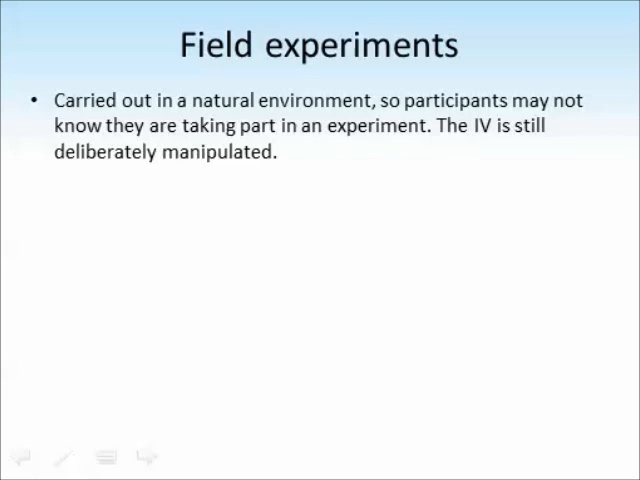 Field experiments
• Carried out in a natural environment, so participants may not
know they are taking part in an experiment. The IV is still
deliberately manipulated.